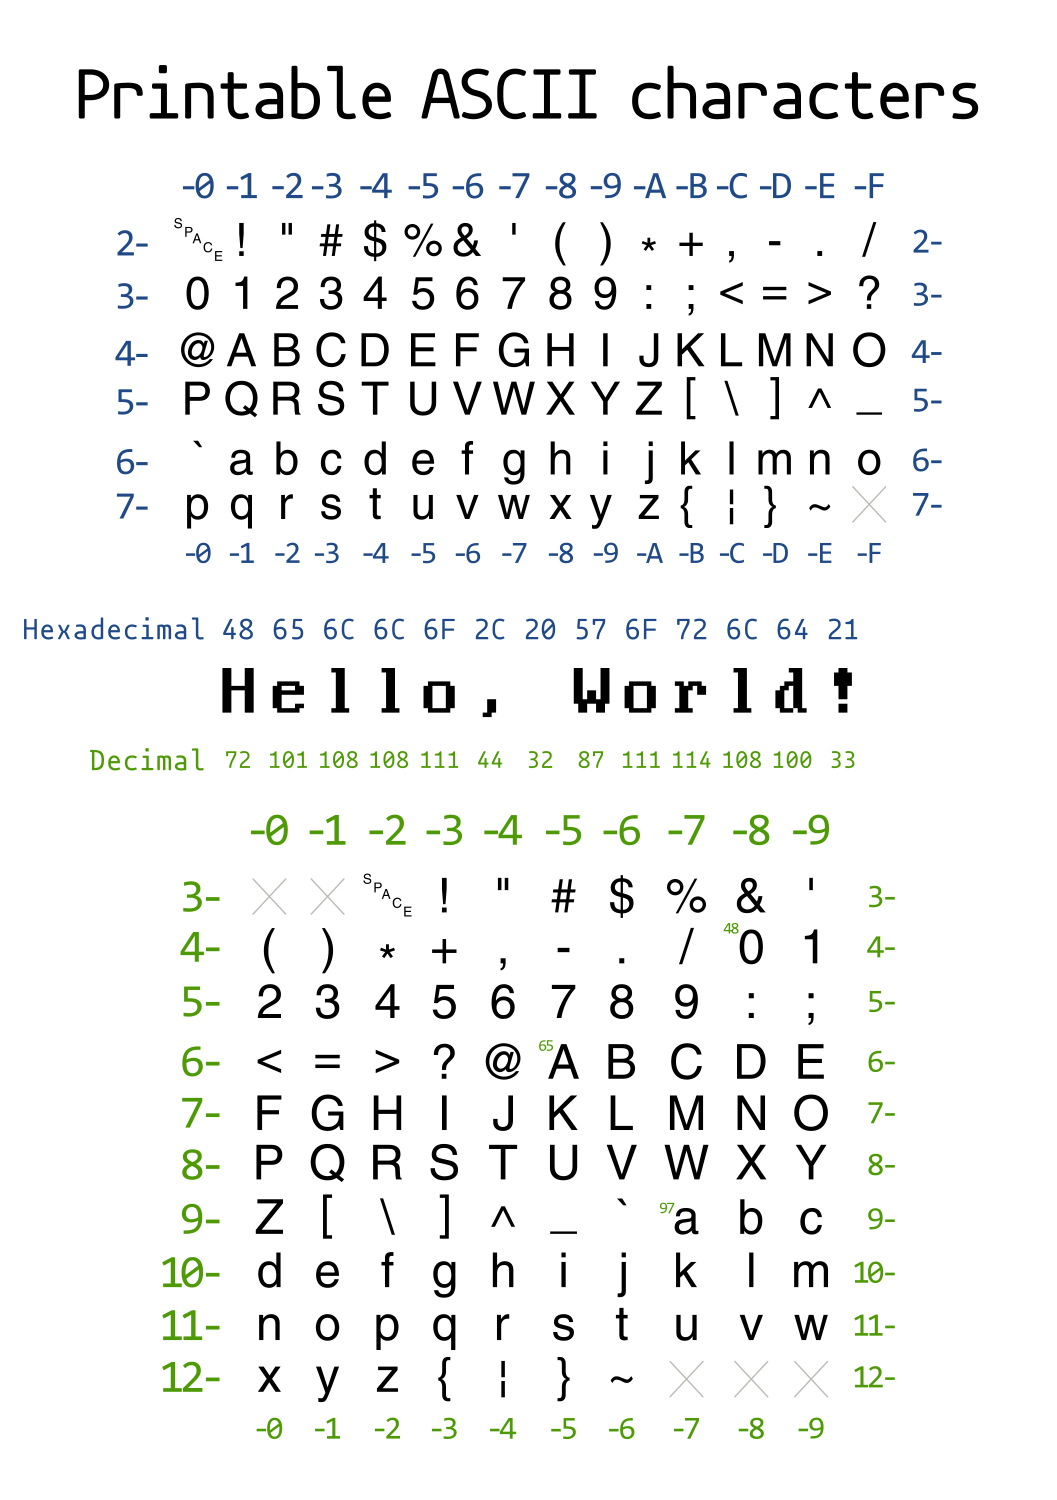 Printable ASCII characters
-0 -1 -2 -3 -4 -5 -6 -7 -8 -9 -A -B -C -D -E -F
2- SPACE ! " # $ % & ' ( ) * + , - . / 2-
3- 0 1 2 3 4 5 6 7 8 9 : ; < = > ? 3-
4- @ A B C D E F G H I J K L M N O 4-
5- P Q R S T U V W X Y Z [ \ ] ^ _ 5-
6- ` a b c d e f g h i j k l m n o 6-
7- p q r s t u v w x y z { ¦ } ~ 7-
-0 -1 -2 -3 -4 -5 -6 -7 -8 -9 -A -B -C -D -E -F
Hexadecimal 48 65 6C 6C 6F 2C 20 57 6F 72 6C 64 21
Hello, World!
Decimal 72 101 108 108 111 44 32 87 111 114 108 100 33
-0 -1 -2 -3 -4 -5 -6 -7 -8 -9
3- SPACE ! " # $ % & ' 3-
4- ( ) * + , - . / 48 0 1 4-
5- 2 3 4 5 6 7 8 9 : ; 5-
6- < = > ? @ 65 A B C D E 6-
7- F G H I J K L M N O 7-
8- P Q R S T U V W X Y 8-
9- Z [ \ ] ^ _ ` 97 a b c 9-
10- d e f g h i j k l m 10-
11- n o p q r s t u v w 11-
12- x y z { ¦ } ~ 12-
-0 -1 -2 -3 -4 -5 -6 -7 -8 -9